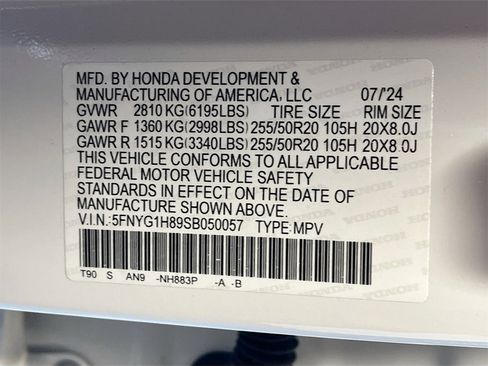 MFD. BY HONDA DEVELOPMENT &
MANUFACTURING OF AMERICA, LLC 07/'24
GVWR 2810 KG(6195LBS) TIRE SIZE RIM SIZE
GAWR F 1360 KG(2998LBS) 255/50R20 105H 20X8.0J
GAWR R 1515 KG(3340LBS) 255/50R20 105H 20X8.0J
THIS VEHICLE CONFORMS TO ALL APPLICABLE
FEDERAL MOTOR VEHICLE SAFETY
STANDARDS IN EFFECT ON THE DATE OF
MANUFACTURE SHOWN ABOVE.
V.I.N.:5FNYG1H89SB050057 TYPE:MPV
T90 S AN9 -NH883P -A -B